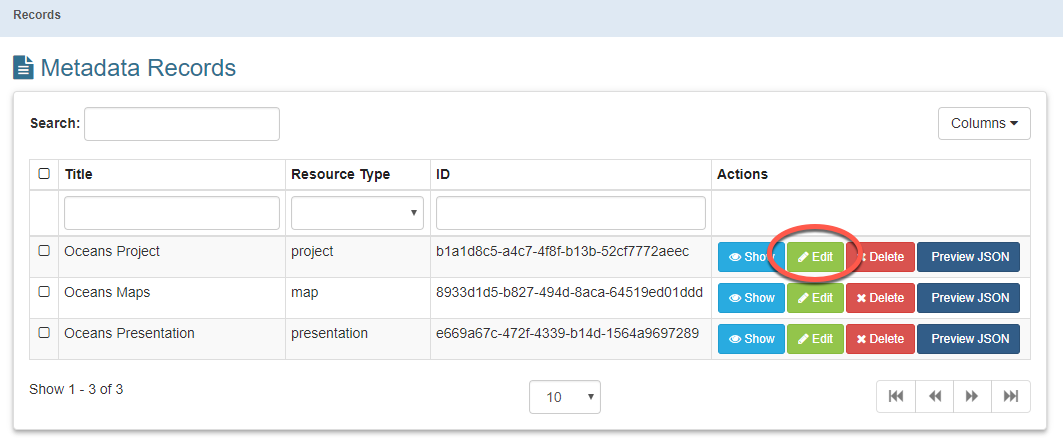 Records
Metadata Records
Search:
Columns
Title Resource Type ID Actions
Oceans Project project b1a1d8c5-a4c7-4f8f-b13b-52cf7772aeec Show Edit Delete Preview JSON
Oceans Maps map 8933d1d5-b827-494d-8aca-64519ed01ddd Show Edit Delete Preview JSON
Oceans Presentation presentation e669a67c-472f-4339-b14d-1564a9697289 Show Edit Delete Preview JSON
Show 1 - 3 of 3 10